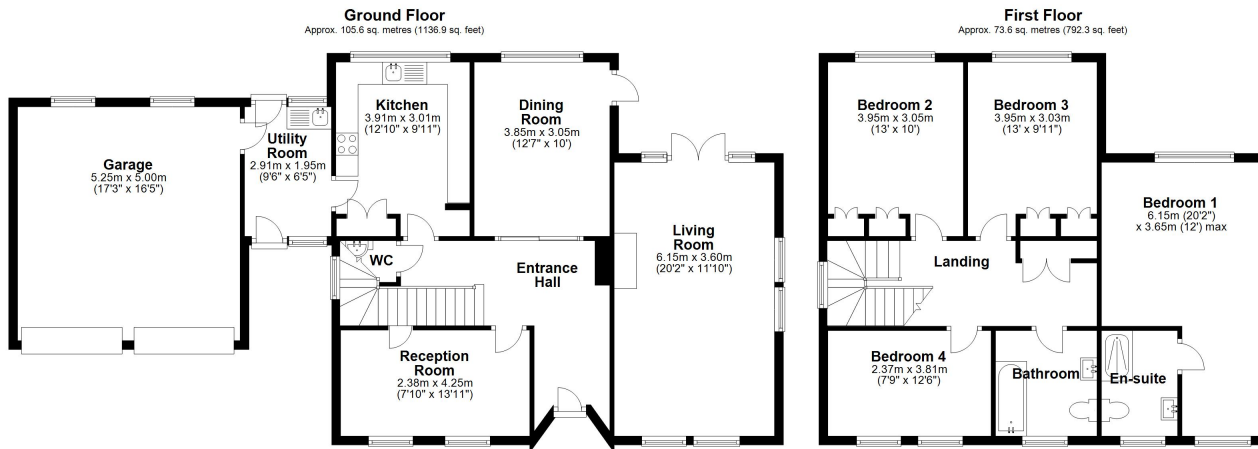 Ground Floor
Approx. 105.6 sq. metres (1136.9 sq. feet)
Garage
5.25m x 5.00m
(17'3" x 16'5")
Utility
Room
2.91m x 1.95m
(9'6" x 6'5")
Kitchen
3.91m x 3.01m
(12'10" x 9'11")
Dining
Room
3.85m x 3.05m
(12'7" x 10')
Living
Room
6.15m x 3.60m
(20'2" x 11'10")
WC
Entrance
Hall
Reception
Room
2.38m x 4.25m
(7'10" x 13'11")
First Floor
Approx. 73.6 sq. metres (792.3 sq. feet)
Bedroom 2
3.95m x 3.05m
(13' x 10')
Bedroom 3
3.95m x 3.03m
(13' x 9'11")
Bedroom 1
6.15m (20'2")
x 3.65m (12') max
Landing
Bedroom 4
2.37m x 3.81m
(7'9" x 12'6")
Bathroom
En-suite